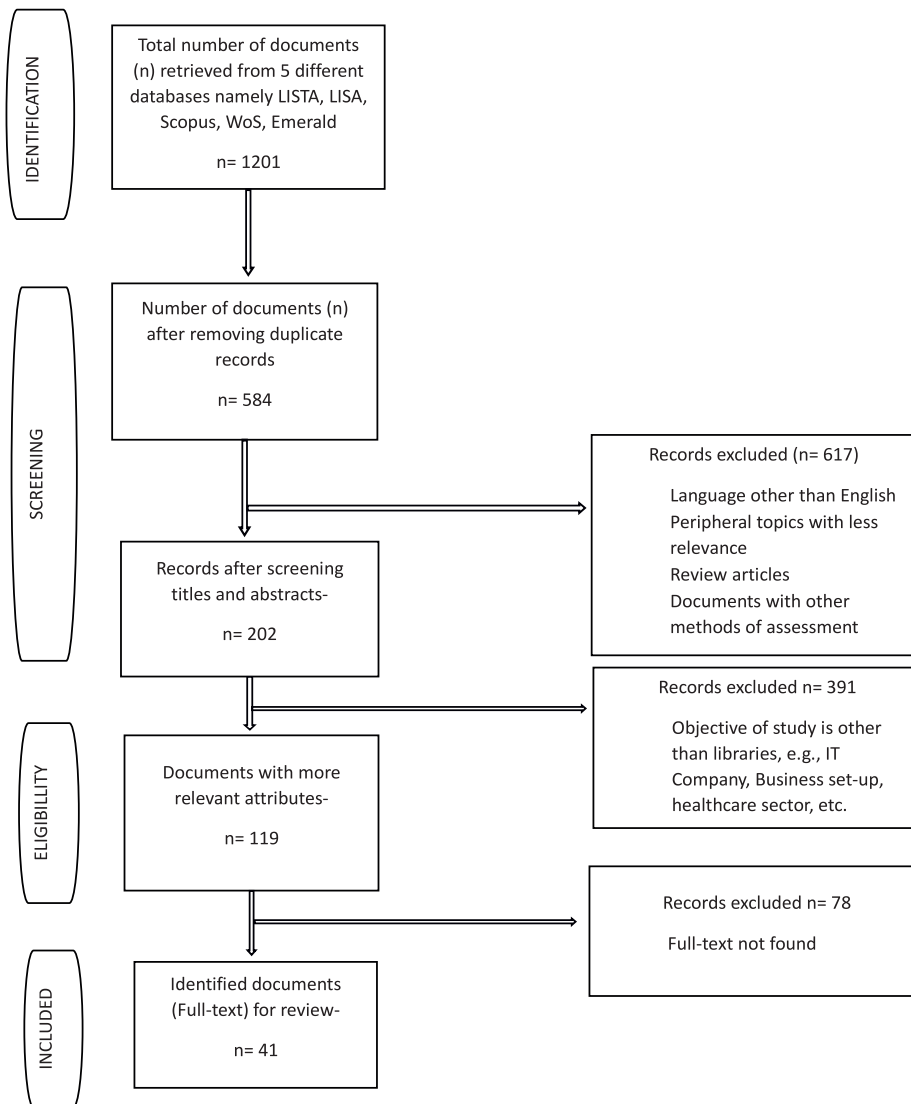 IDENTIFICATION
Total number of documents
(n) retrieved from 5 different
databases namely LISTA, LISA,
Scopus, WoS, Emerald
n= 1201
SCREENING
Number of documents (n)
after removing duplicate
records
n= 584
Records excluded (n= 617)
Language other than English
Peripheral topics with less
relevance
Review articles
Documents with other
methods of assessment
Records after screening
titles and abstracts-
n= 202
Records excluded n= 391
Objective of study is other
than libraries, e.g., IT
Company, Business set-up,
healthcare sector, etc.
ELIGIBILLITY
Documents with more
relevant attributes-
n= 119
Records excluded n= 78
Full-text not found
INCLUDED
Identified documents
(Full-text) for review-
n= 41